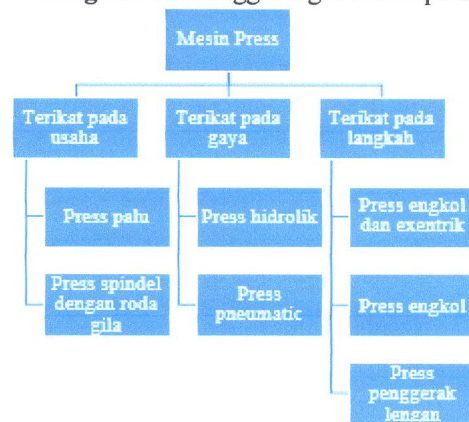 Mesin Press
Terikat pada
usaha
Terikat pada
gaya
Terikat pada
langkah
Press palu
Press hidrolik
Press engkol
dan exentrik
Press spindel
dengan roda
gila
Press
pneumatic
Press engkol
Press
penggerak
lengan